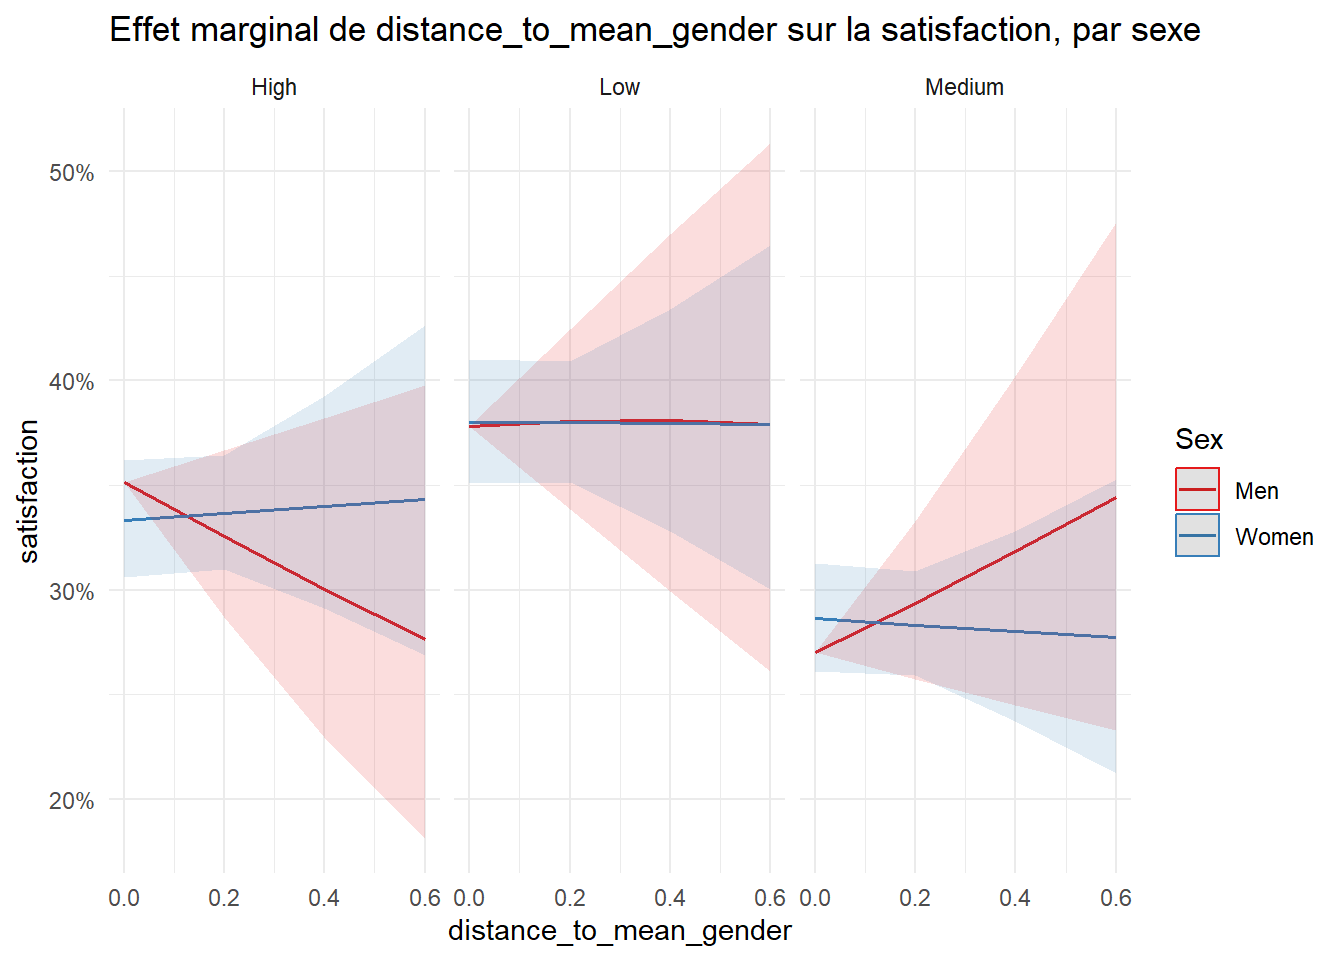 Effet marginal de distance_to_mean_gender sur la satisfaction, par sexe
High Low Medium
50%
40%
30%
20%
satisfaction
0.0 0.2 0.4 0.6 0.0 0.2 0.4 0.6 0.0 0.2 0.4 0.6
distance_to_mean_gender
Sex
Men
Women